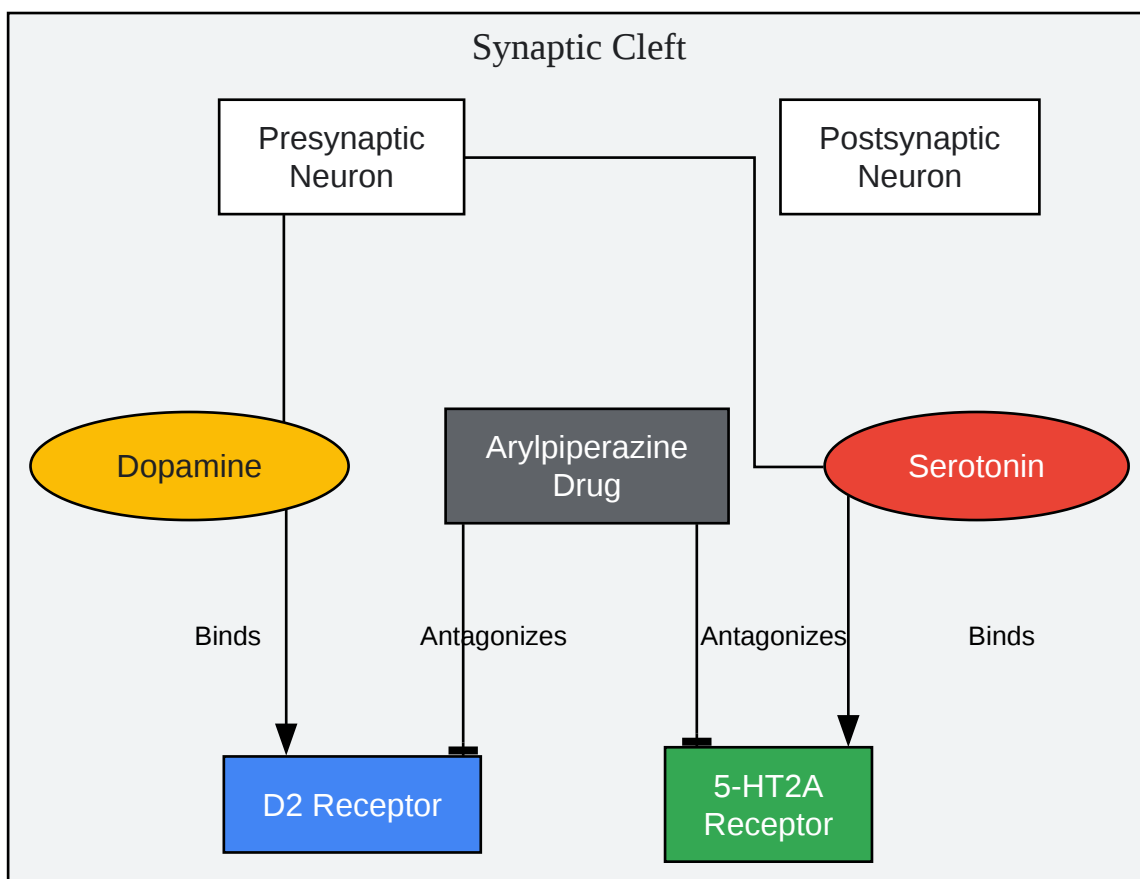 Synaptic Cleft
Presynaptic
Neuron
Postsynaptic
Neuron
Dopamine
Arylpiperazine
Drug
Serotonin
Binds
Antagonizes
Antagonizes
Binds
D2 Receptor
5-HT2A
Receptor